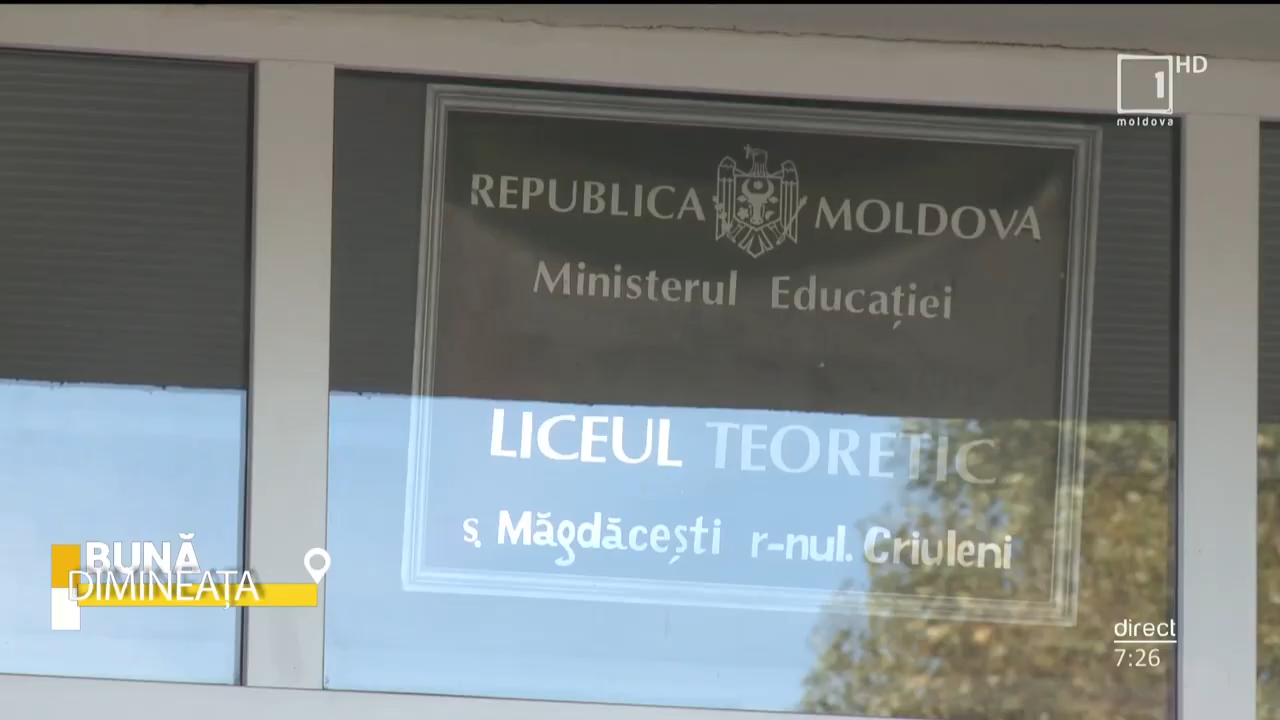 1 HD
moldova
REPUBLICA MOLDOVA
Ministerul Educației
LICEUL TEORETIC
s. Măgdăcești r-nul. Criuleni
BUNĂ
DIMINEAȚA
direct
7:26